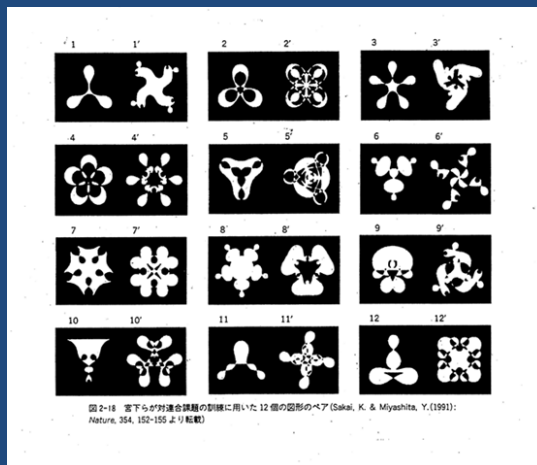 1 1′ 2 2′ 3 3′
4 4′ 5 5′ 6 6′
7 7′ 8 8′ 9 9′
10 10′ 11 11′ 12 12′
図2-18 宮下らが対連合課題の訓練に用いた12個の図形のペア(Sakai, K. & Miyashita, Y.(1991):
Nature, 354, 152-155 より転載)